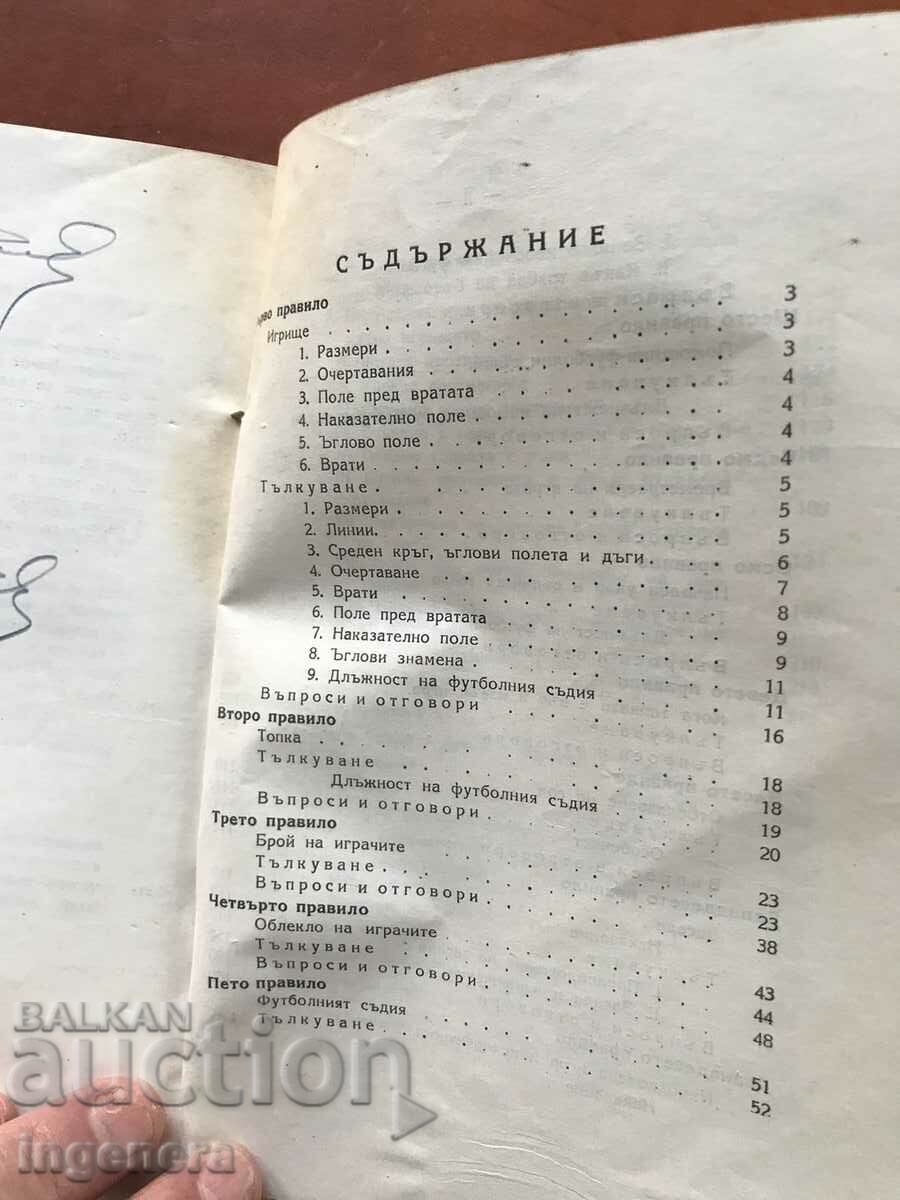 СЪДЪРЖАНИЕ
правило
Игрище 3
1. Размери 3
2. Очертавания 3
3. Поле пред вратата 4
4. Наказателно поле 4
5. Ъглово поле 4
6. Врати 4
Тълкуване 5
1. Размери 5
2. Линии. 5
3. Среден кръг, ъглови полета и дъги 6
4. Очертаване 7
5. Врати 8
6. Поле пред вратата 9
7. Наказателно поле 9
8. Ъглови знамена 11
9. Длъжност на футболния съдия 11
Въпроси и отговори 16
Второ правило
Топка 18
Тълкуване 18
Длъжност на футболния съдия 19
Въпроси и отговори 20
Трето правило
Брой на играчите 23
Тълкуване 23
Въпроси и отговори 38
Четвърто правило
Облекло на играчите 43
Тълкуване 44
Въпроси и отговори 48
Пето правило
Футболният съдия 51
Тълкуване 52
BALKAN
auction
ingenera